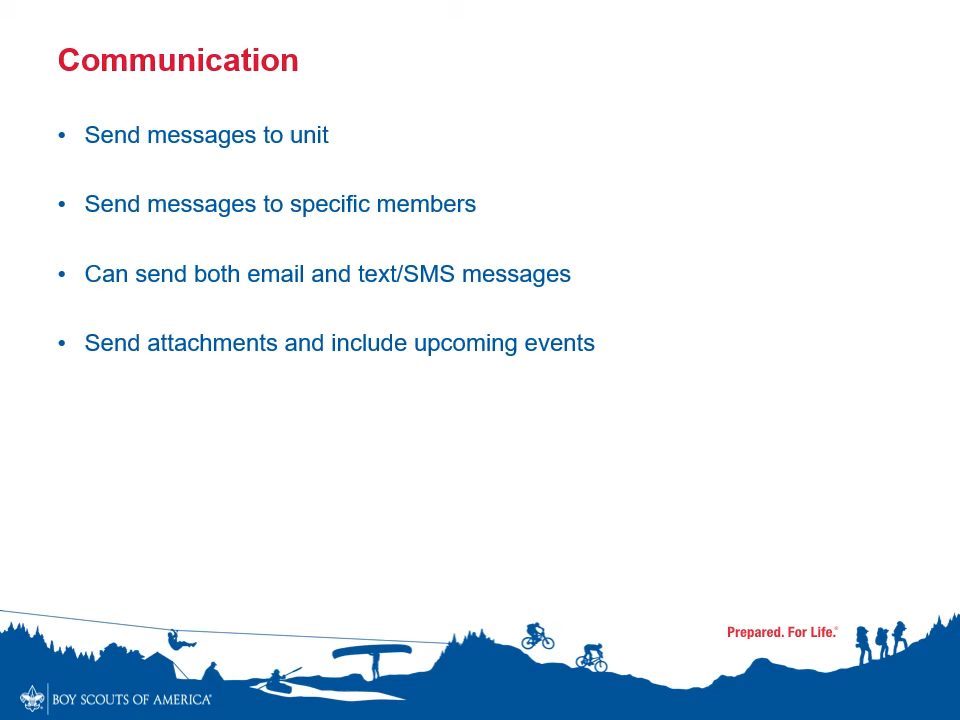 Communication
• Send messages to unit
• Send messages to specific members
• Can send both email and text/SMS messages
• Send attachments and include upcoming events
Prepared. For Life.®
BOY SCOUTS OF AMERICA®